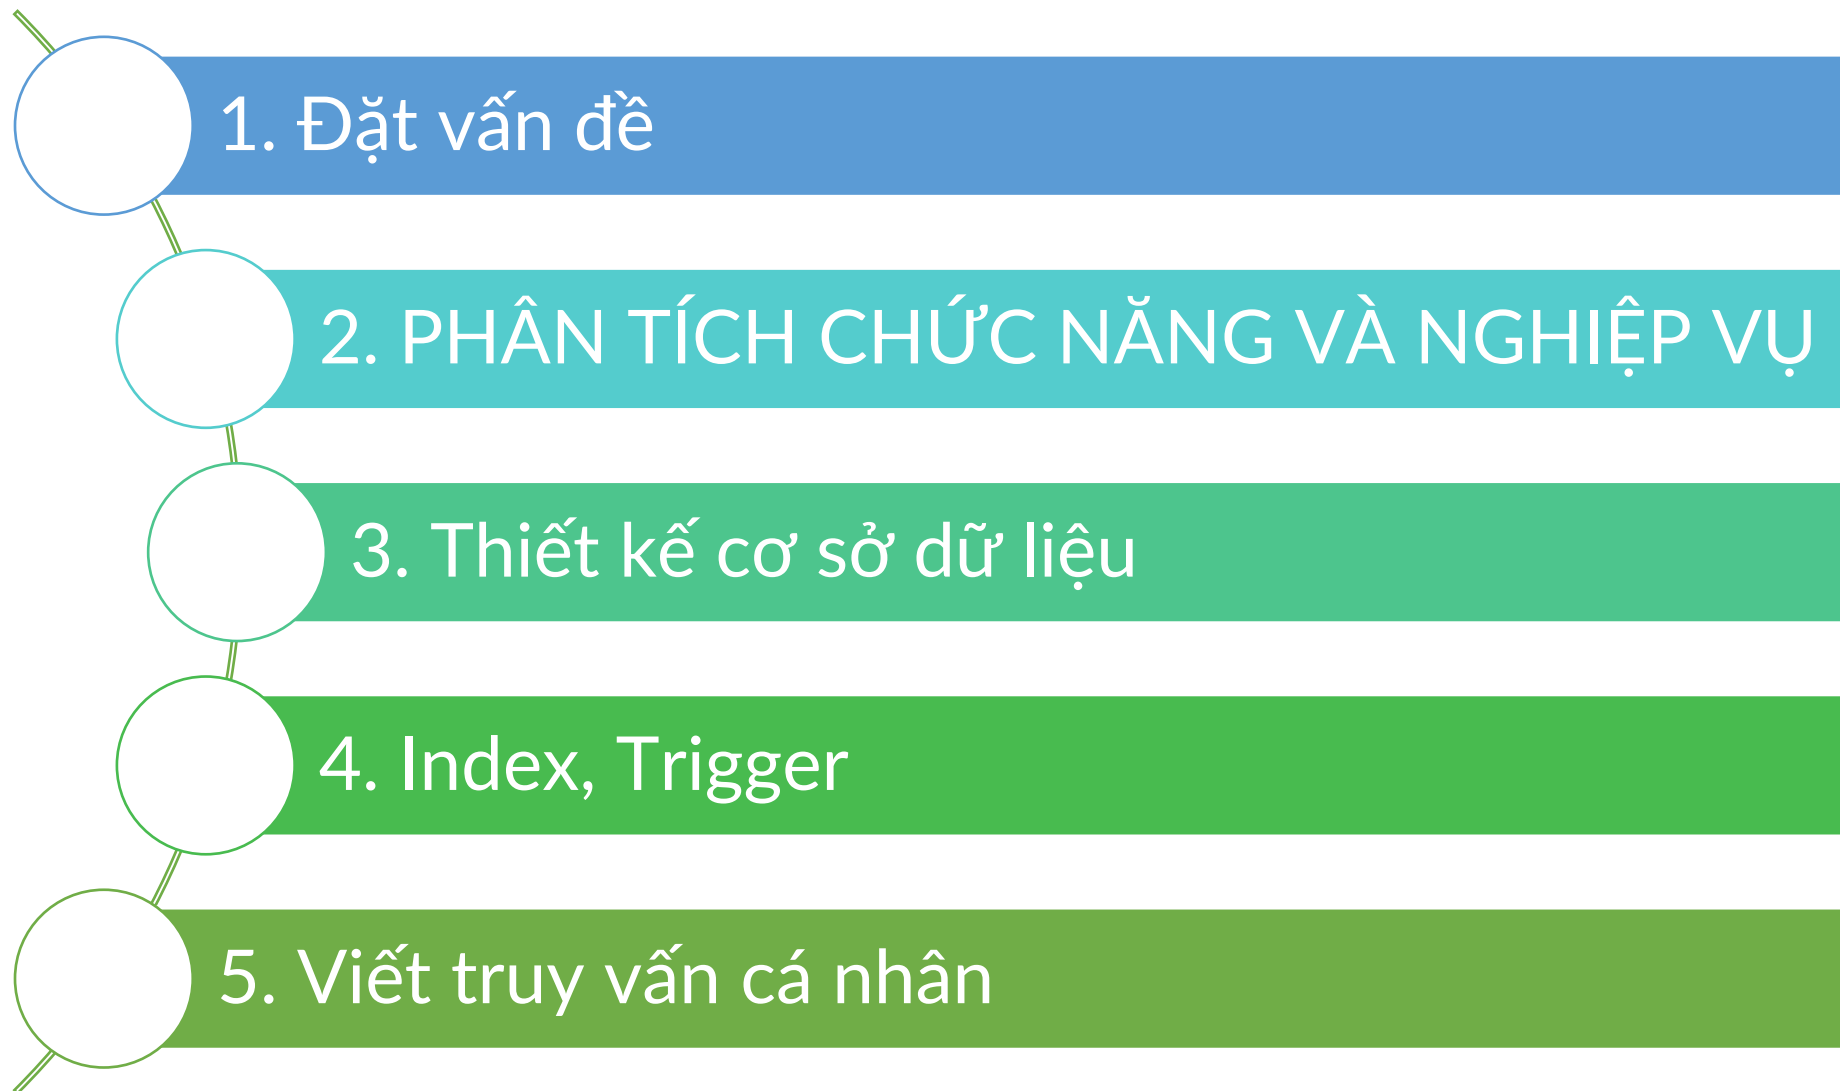 1. Đặt vấn đề
2. PHÂN TÍCH CHỨC NĂNG VÀ NGHIỆP VỤ
3. Thiết kế cơ sở dữ liệu
4. Index, Trigger
5. Viết truy vấn cá nhân